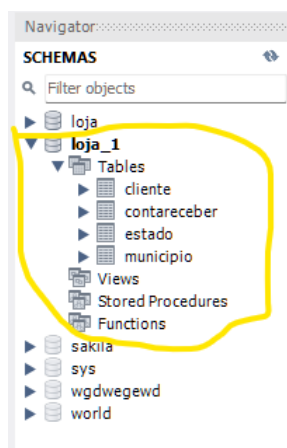 Navigator
SCHEMAS
Filter objects
loja
loja_1
Tables
cliente
contareceber
estado
municipio
Views
Stored Procedures
Functions
sakila
sys
wgdwegewd
world